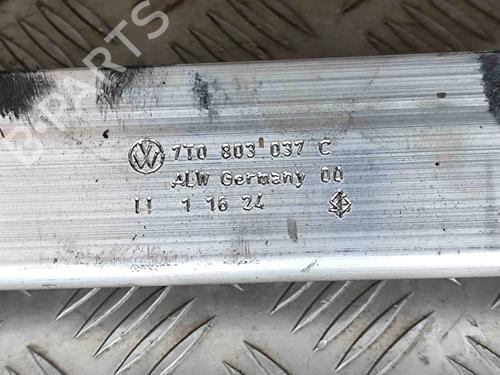 B PARTS
7T0 803 037 C
ALW Germany 00
11 1 16 24